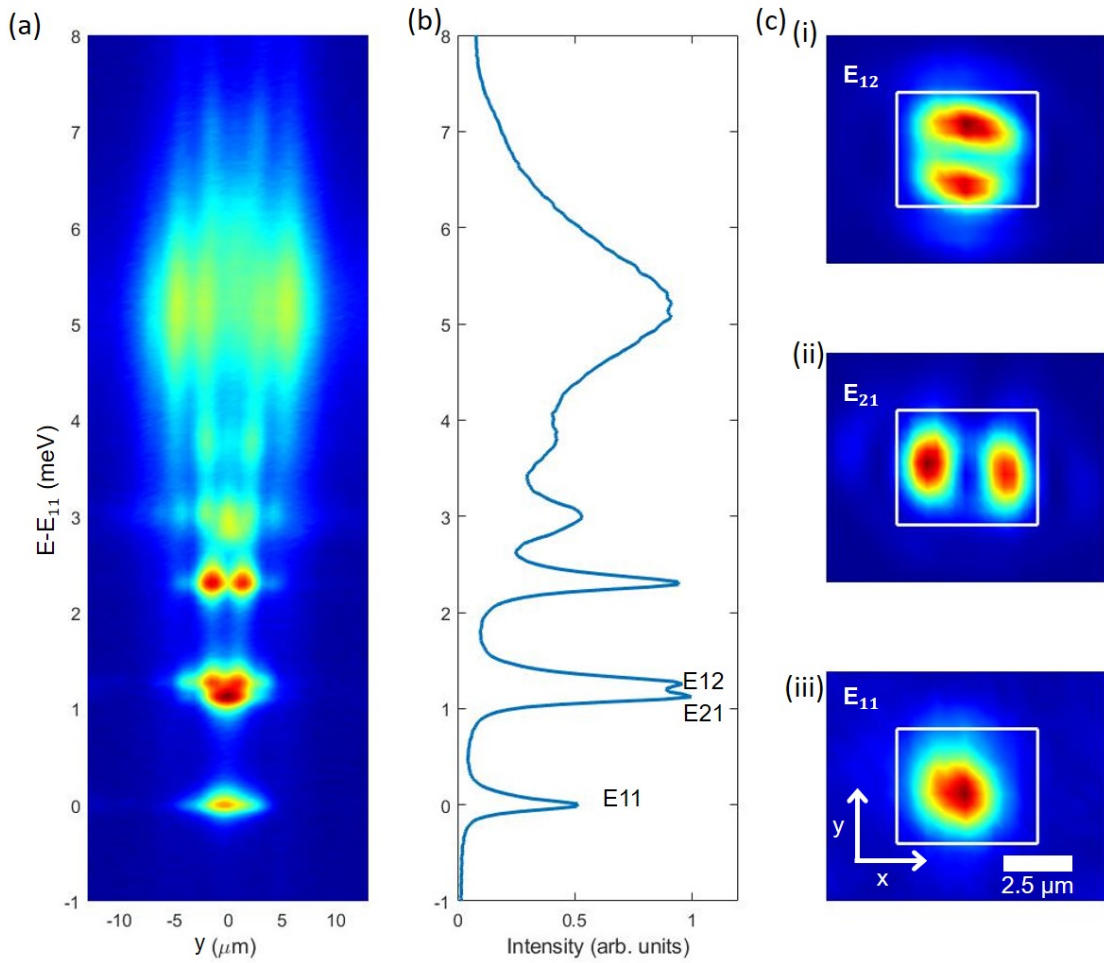 (a)
8
7
6
5
4
3
2
1
0
-1
E-E11 (meV)
-10 -5 0 5 10
y (μm)
(b)
8
7
6
5
4
3
2
1
0
-1
E12
E21
E11
0 0.5 1
Intensity (arb. units)
(c)
(i)
E12
(ii)
E21
(iii)
E11
y
x
2.5 μm